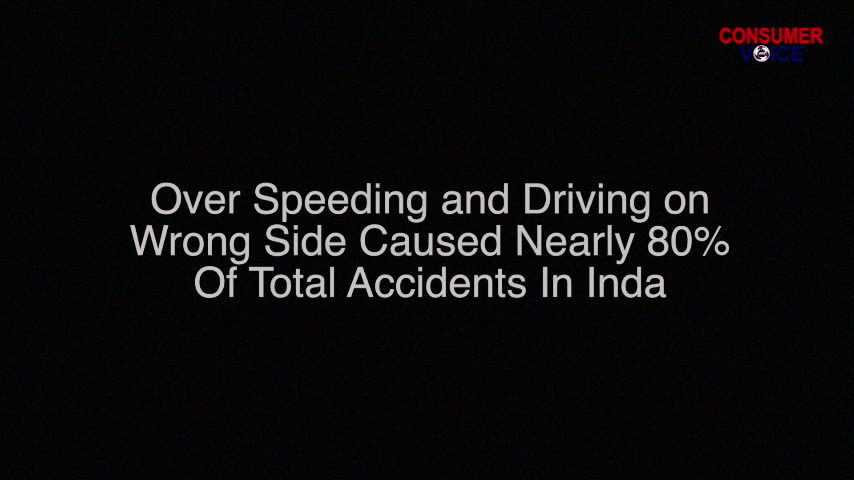 CONSUMER
VOICE
Over Speeding and Driving on
Wrong Side Caused Nearly 80%
Of Total Accidents In Inda